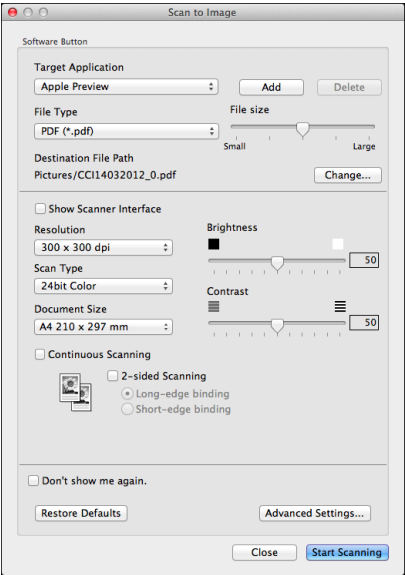 Scan to Image
Software Button
Target Application
Apple Preview
Add
Delete
File Type
File size
PDF (*.pdf)
Small
Large
Destination File Path
Pictures/CCI14032012_0.pdf
Change...
Show Scanner Interface
Resolution
Brightness
300 x 300 dpi
50
Scan Type
24bit Color
Contrast
Document Size
A4 210 x 297 mm
50
Continuous Scanning
2-sided Scanning
Long-edge binding
Short-edge binding
Don't show me again.
Restore Defaults
Advanced Settings...
Close
Start Scanning